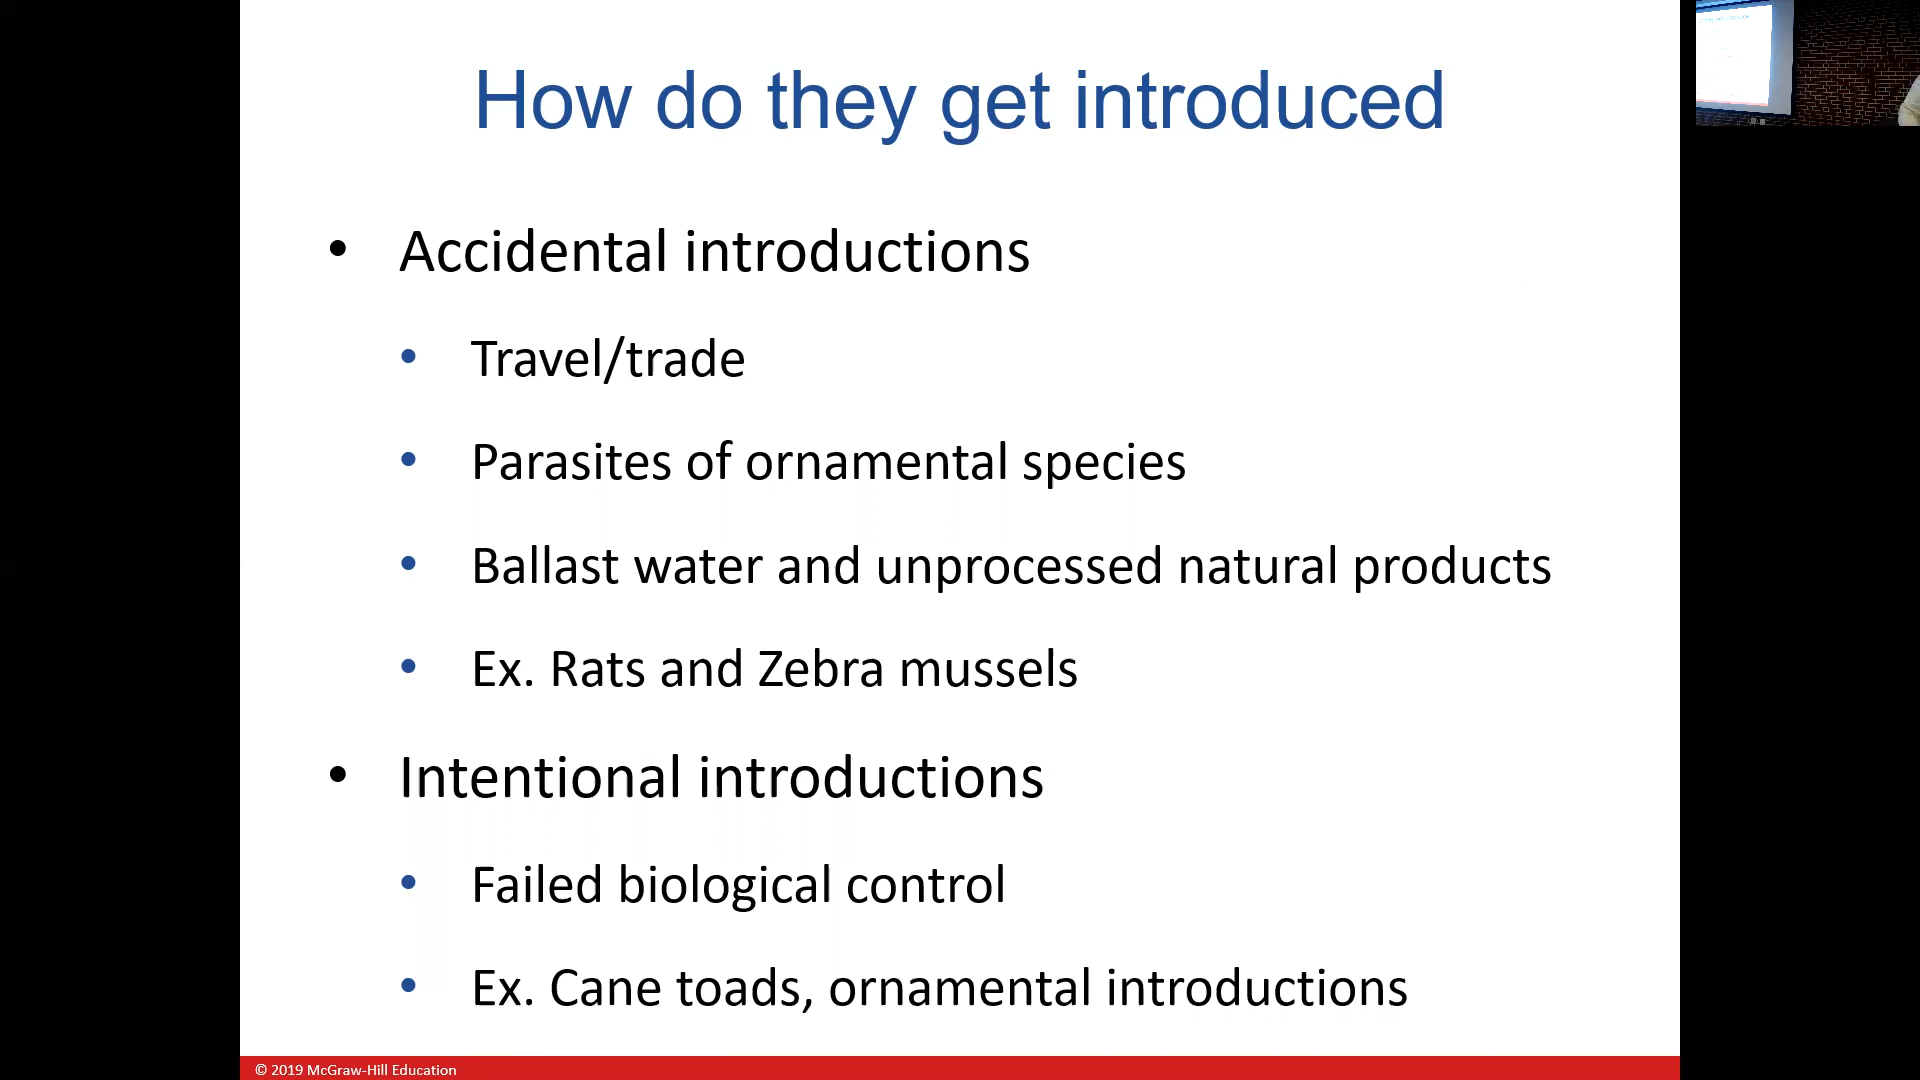 How do they get introduced
• Accidental introductions
• Travel/trade
• Parasites of ornamental species
• Ballast water and unprocessed natural products
• Ex. Rats and Zebra mussels
• Intentional introductions
• Failed biological control
• Ex. Cane toads, ornamental introductions
© 2019 McGraw-Hill Education